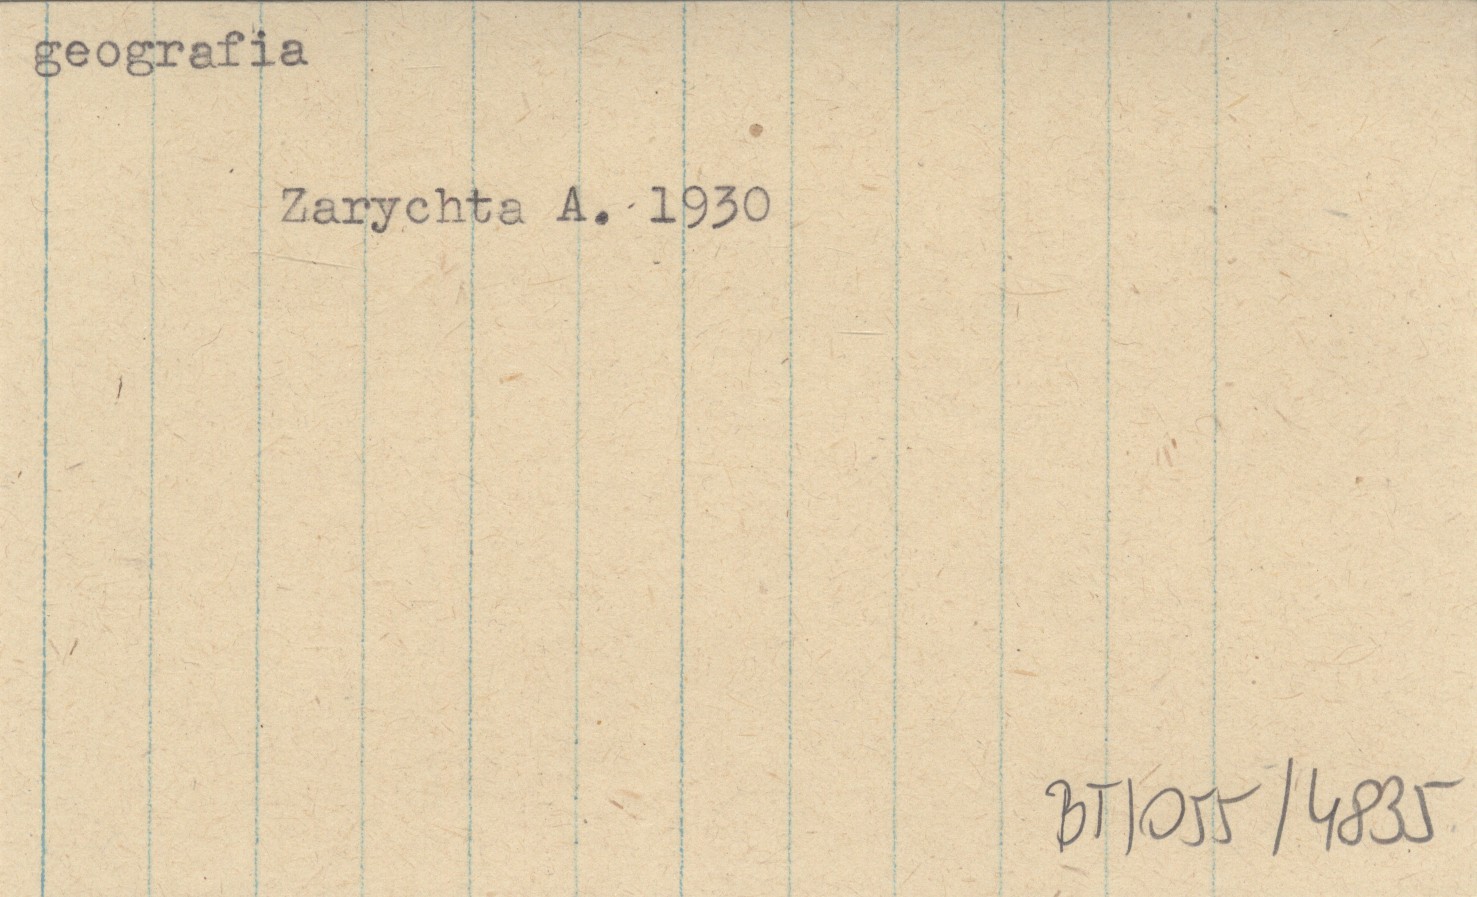 geografia
Zarychta A. 1930
BT/055/4835